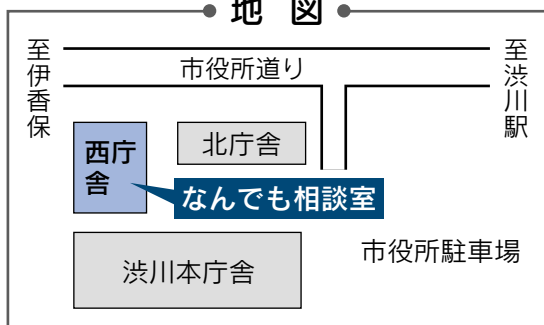 地 図
至伊香保
市役所道り
至渋川駅
西庁
舎
北庁舎
なんでも相談室
渋川本庁舎
市役所駐車場